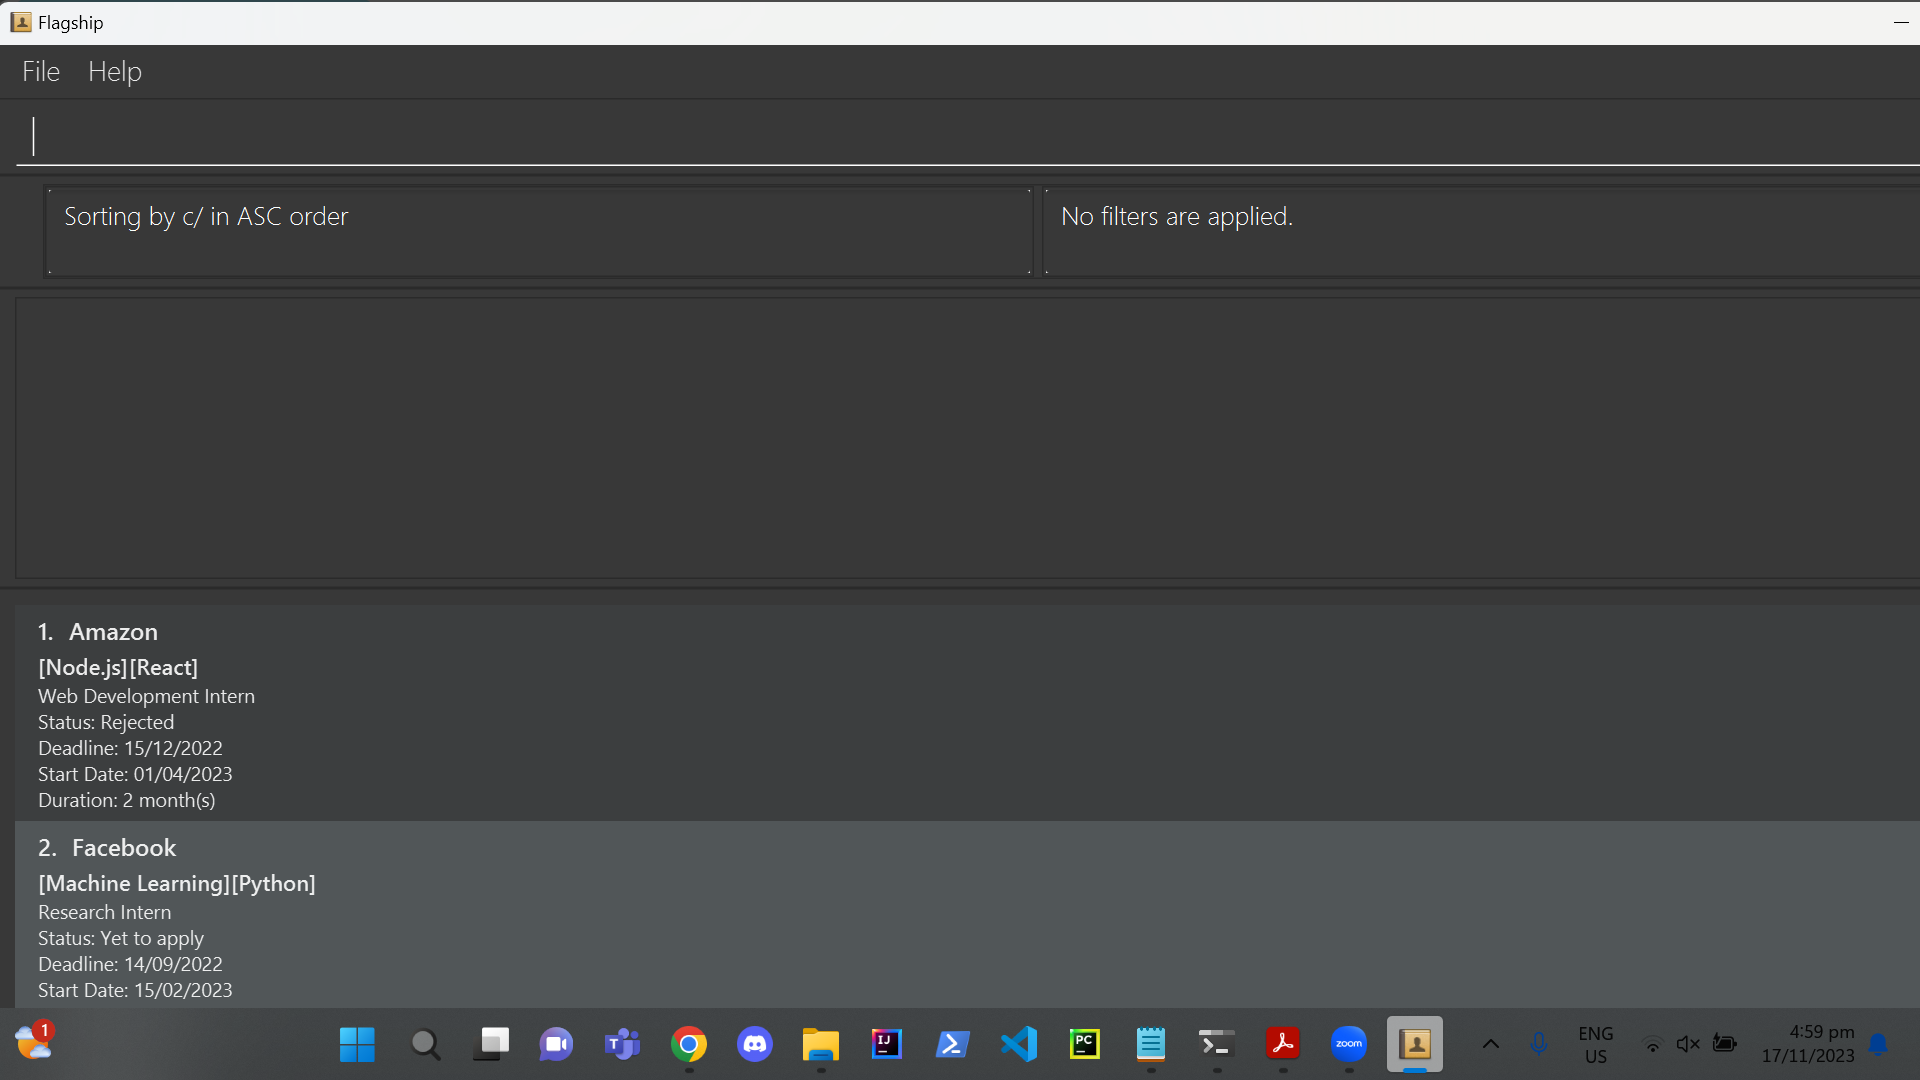 Flagship
File Help
Sorting by c/ in ASC order
No filters are applied.
1. Amazon
[Node.js][React]
Web Development Intern
Status: Rejected
Deadline: 15/12/2022
Start Date: 01/04/2023
Duration: 2 month(s)
2. Facebook
[Machine Learning][Python]
Research Intern
Status: Yet to apply
Deadline: 14/09/2022
Start Date: 15/02/2023
1
T
IJ
PC
zoom
ENG
US
4:59 pm
17/11/2023